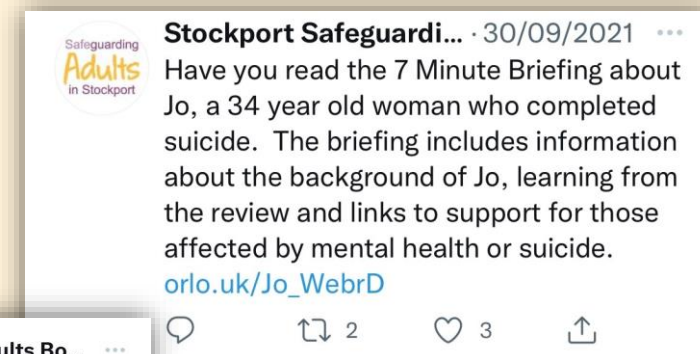 Safeguarding
Adults
in Stockport
Stockport Safeguardi... · 30/09/2021 ...
Have you read the 7 Minute Briefing about
Jo, a 34 year old woman who completed
suicide.  The briefing includes information
about the background of Jo, learning from
the review and links to support for those
affected by mental health or suicide.
orlo.uk/Jo_WebrD
2 3
ults Bo... ...